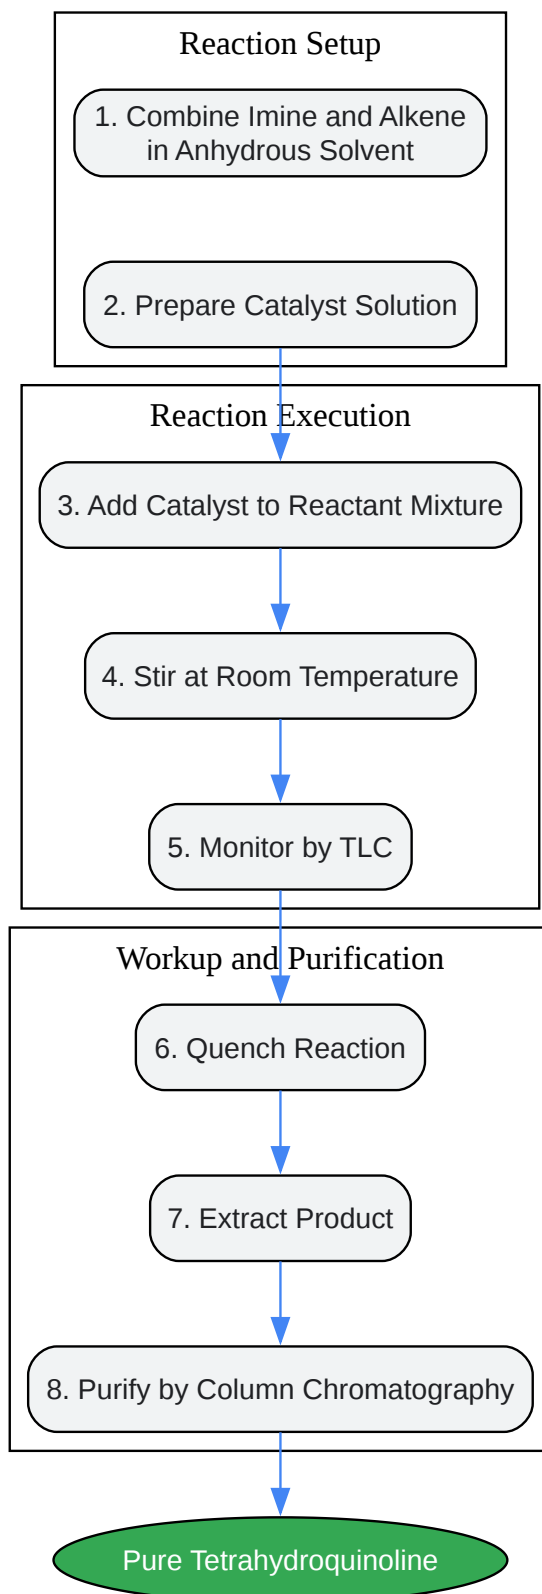 Reaction Setup
1. Combine Imine and Alkene
in Anhydrous Solvent
2. Prepare Catalyst Solution
Reaction Execution
3. Add Catalyst to Reactant Mixture
4. Stir at Room Temperature
5. Monitor by TLC
Workup and Purification
6. Quench Reaction
7. Extract Product
8. Purify by Column Chromatography
Pure Tetrahydroquinoline